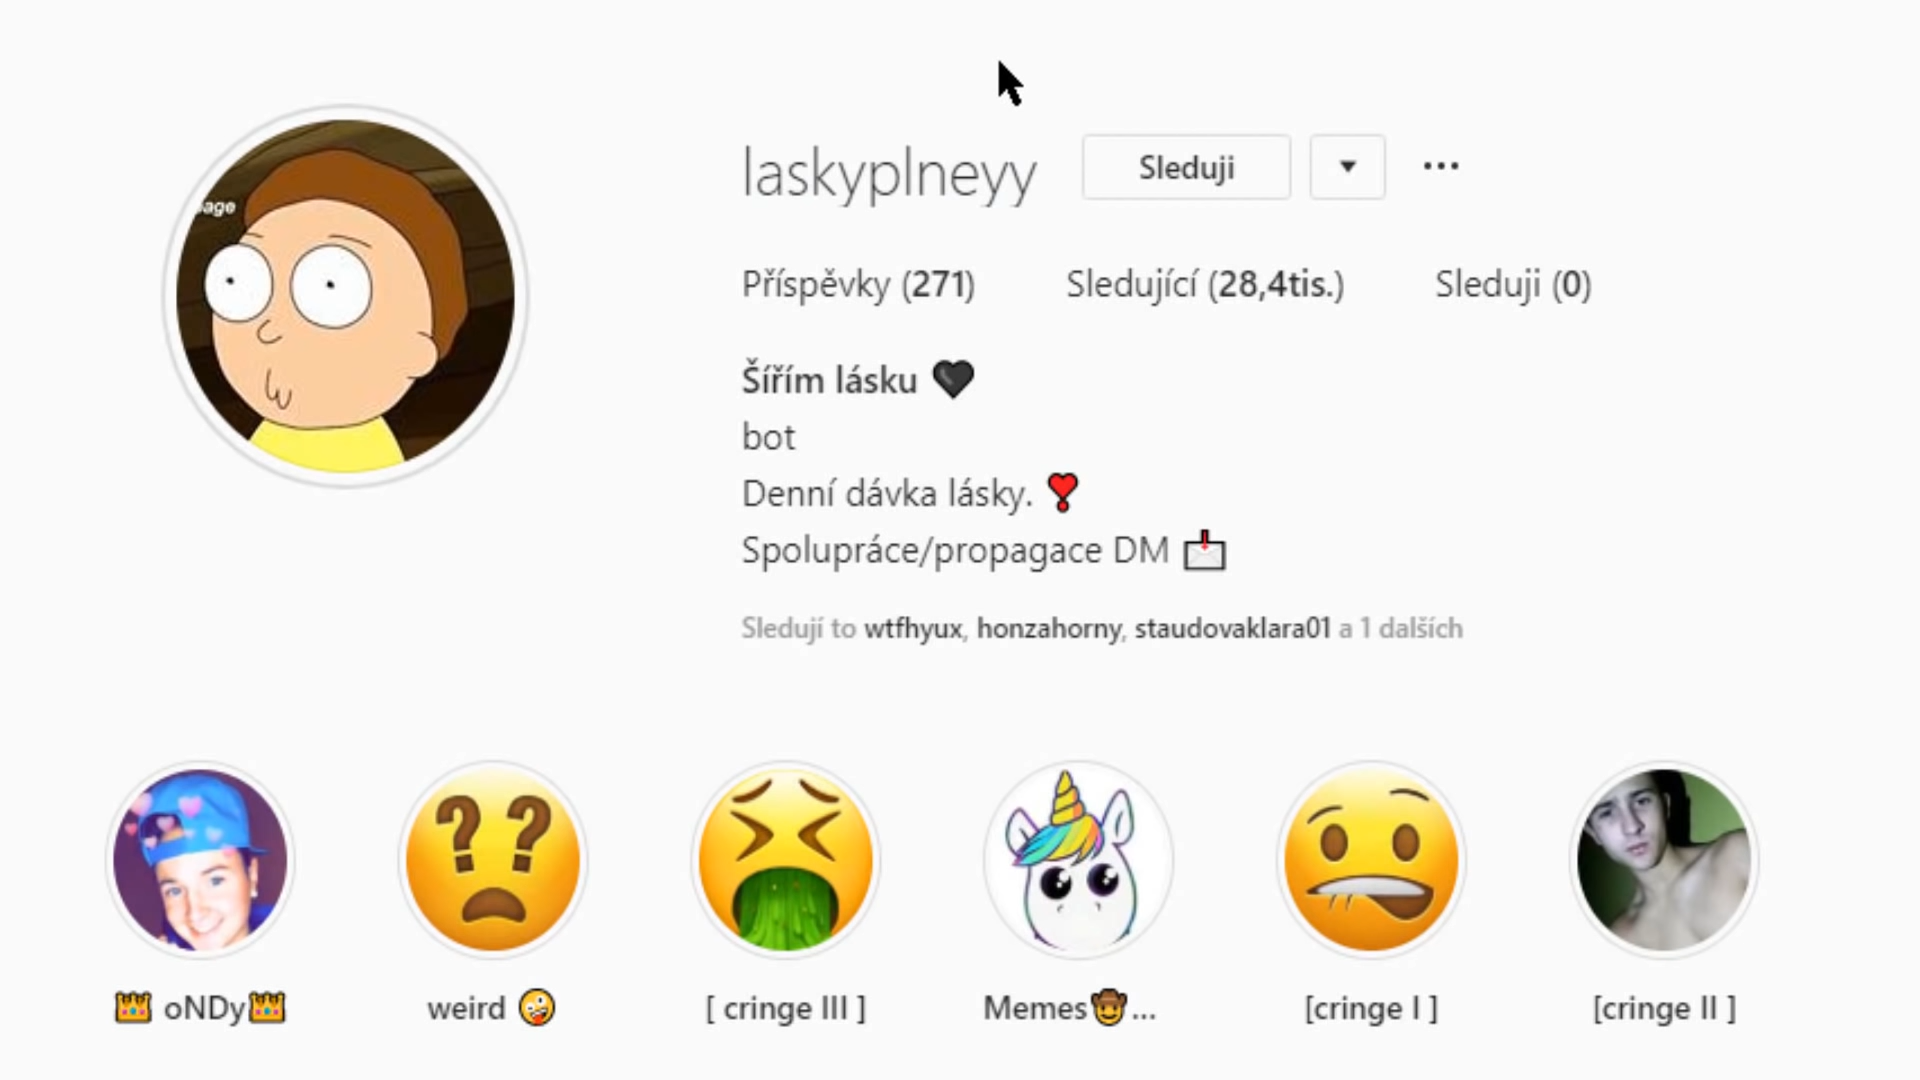 age
laskyplneyy
Sleduji
Příspěvky (271) Sledující (28,4tis.) Sleduji (0)
Šířím lásku 🖤
bot
Denní dávka lásky. ❣️
Spolupráce/propagace DM 📩
Sledují to wtfhyux, honzahorny, staudovaklara01 a 1 dalších
👑 oNDy👑
weird 🤪
[ cringe III ]
Memes🤠...
[cringe I ]
[cringe II ]